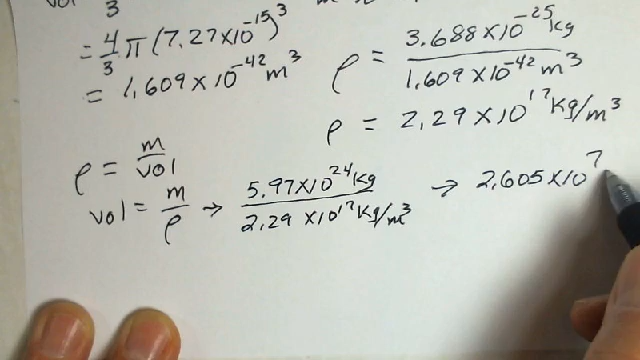 vol 3
= 4/3 π (7.27×10^-15)^3
= 1.609 × 10^-42 m^3
ρ = 3.688×10^-25 kg / 1.609×10^-42 m^3
ρ = 2.29 × 10^17 kg/m^3
ρ = m/vol
vol = m/ρ → 5.97×10^24 kg / 2.29 ×10^17 kg/m^3 → 2.605×10^7